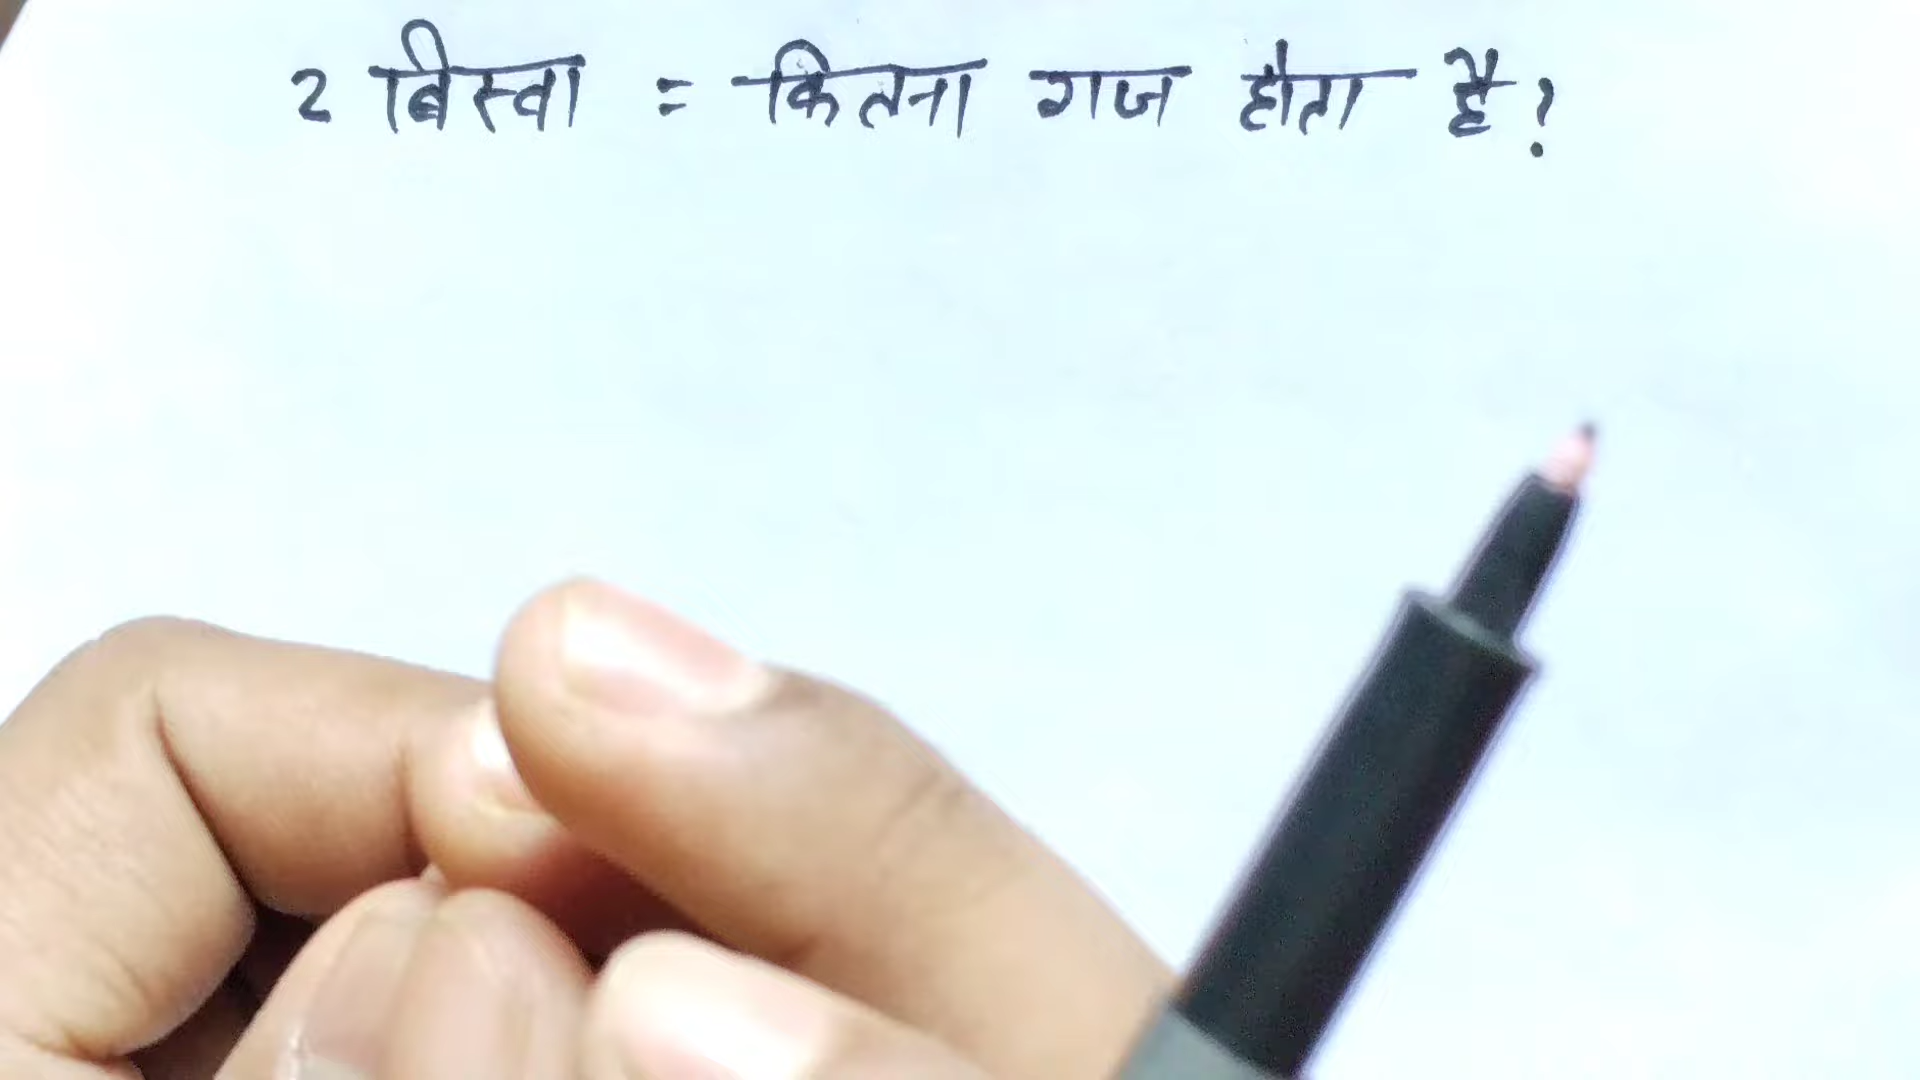 2 बिस्वा = कितना गज होता है?